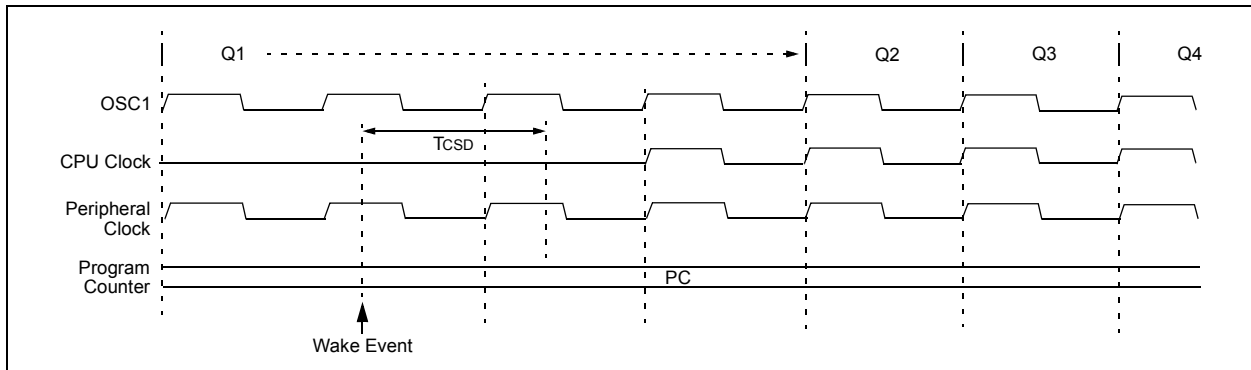 Q1 Q2 Q3 Q4
OSC1
TCSD
CPU Clock
Peripheral
Clock
Program
Counter
PC
Wake Event